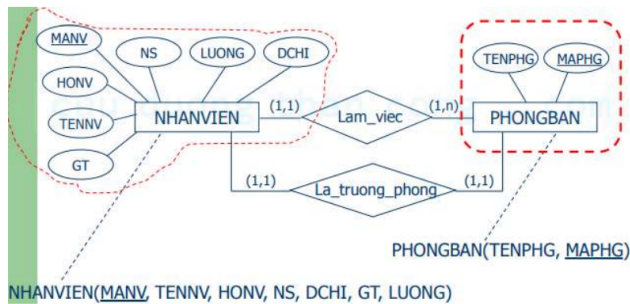 MANV
NS
LUONG
DCHI
HONV
TENNV
GT
NHANVIEN
(1,1)
Lam_viec
(1,n)
TENPHG
MAPHG
PHONGBAN
(1,1)
La_truong_phong
(1,1)
PHONGBAN(TENPHG, MAPHG)
NHANVIEN(MANV, TENNV, HONV, NS, DCHI, GT, LUONG)